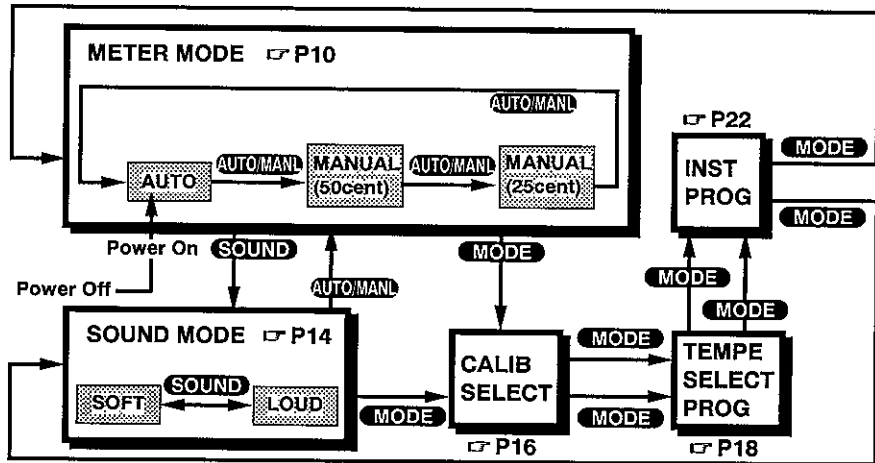 METER MODE ☞ P10
AUTO/MANL
AUTO
AUTO/MANL
MANUAL
(50cent)
AUTO/MANL
MANUAL
(25cent)
☞ P22
INST
PROG
MODE
MODE
Power On
SOUND
MODE
MODE
MODE
Power Off
AUTO/MANL
SOUND MODE ☞ P14
SOFT
SOUND
LOUD
MODE
CALIB
SELECT
☞ P16
MODE
MODE
TEMPE
SELECT
PROG
☞ P18